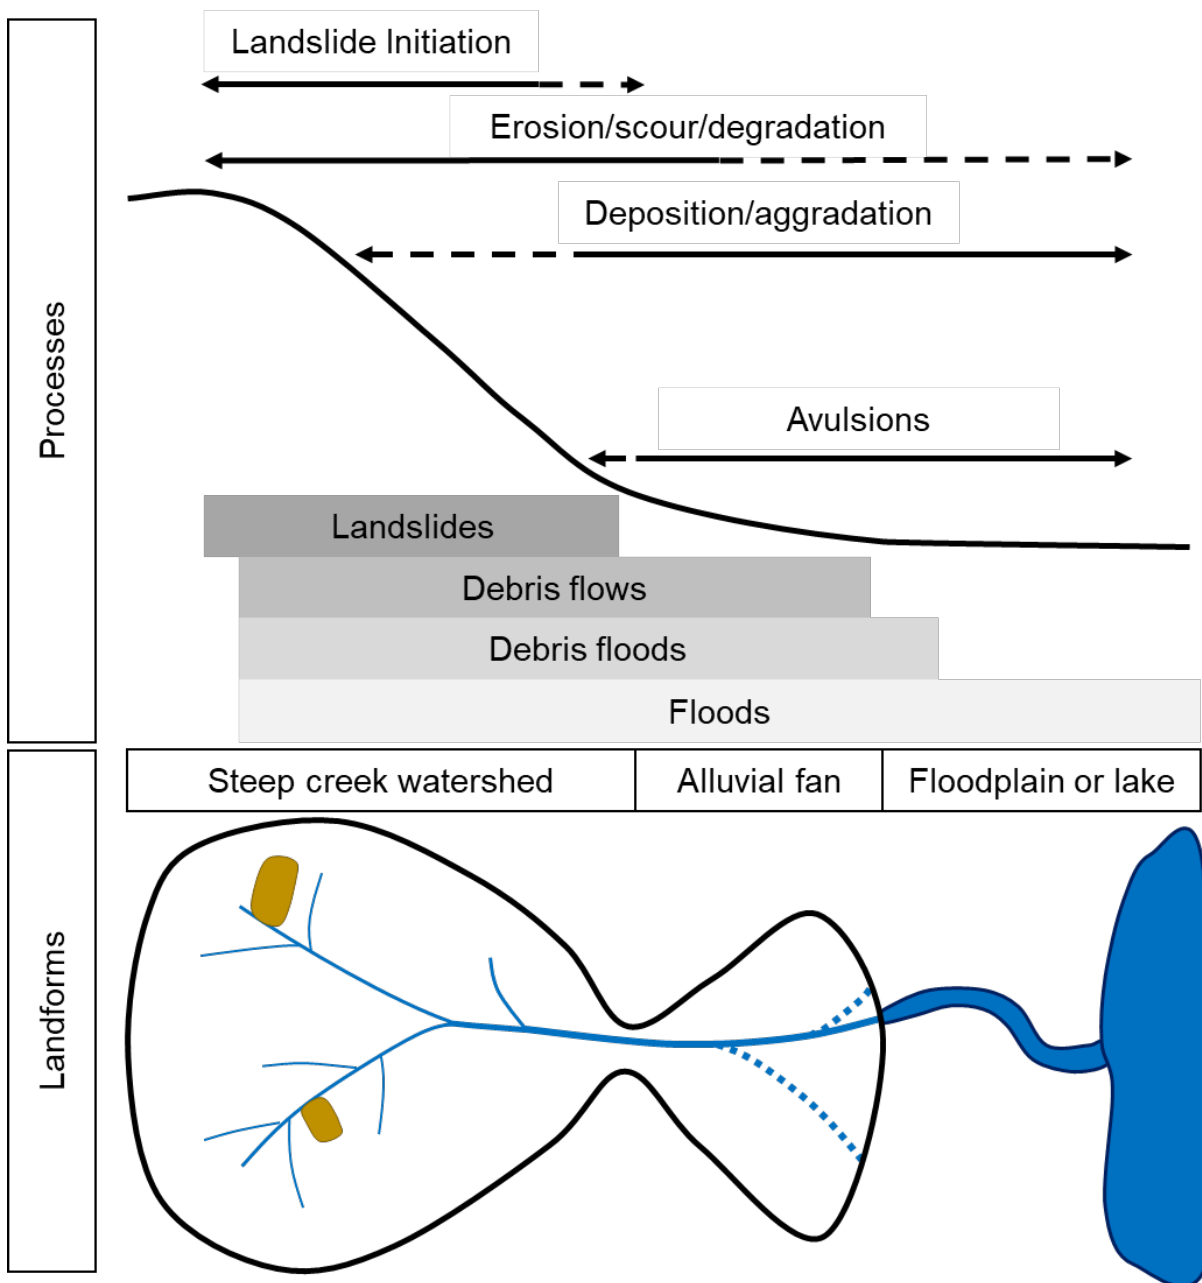 Landslide Initiation
Erosion/scour/degradation
Deposition/aggradation
Avulsions
Processes
Landslides
Debris flows
Debris floods
Floods
Steep creek watershed
Alluvial fan
Floodplain or lake
Landforms